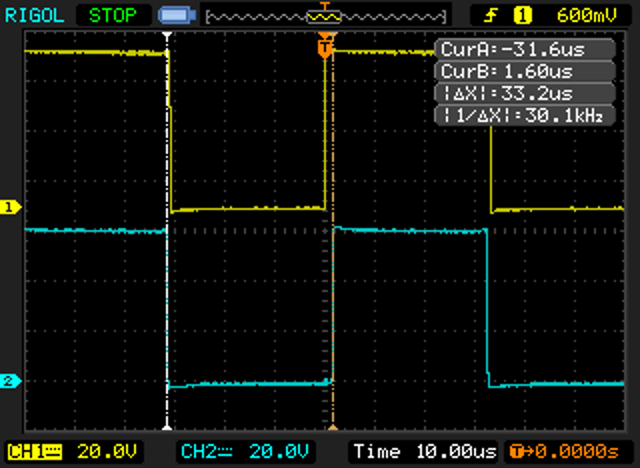 RIGOL STOP T 1 600mV
T
CurA:-31.6us
CurB: 1.60us
|ΔX|:33.2us
|1/ΔX|:30.1kHz
1
2
CH1 20.0V CH2 20.0V Time 10.00us T→0.0000s